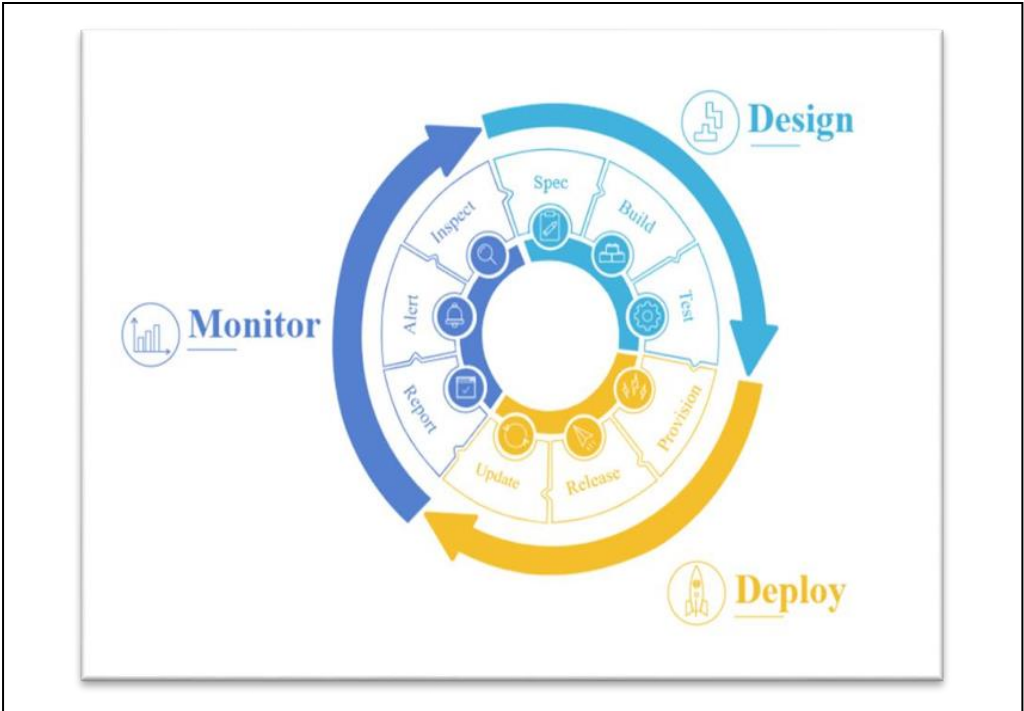 Design
Spec
Build
Test
Provision
Release
Update
Report
Alert
Inspect
Monitor
Deploy